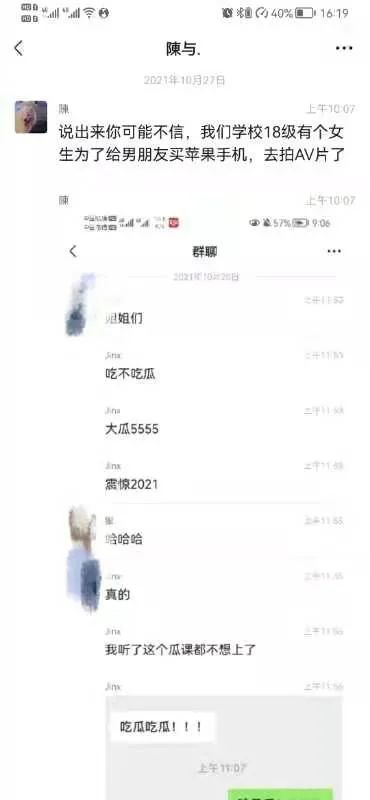 40% 16:19
陳与.
2021年10月27日
陳 上午10:07
说出来你可能不信，我们学校18级有个女
生为了给男朋友买苹果手机，去拍AV片了
陳 上午10:07
57% 9:06
群聊
2021年10月20日
上午11:53
姐姐们
Jinx 上午11:53
吃不吃瓜
Jinx 上午11:53
大瓜5555
Jinx 上午11:53
震惊2021
上午11:55
哈哈哈
Jinx 上午11:55
真的
Jinx 上午11:55
我听了这个瓜课都不想上了
Jinx 上午11:56
吃瓜吃瓜！！！
上午11:07